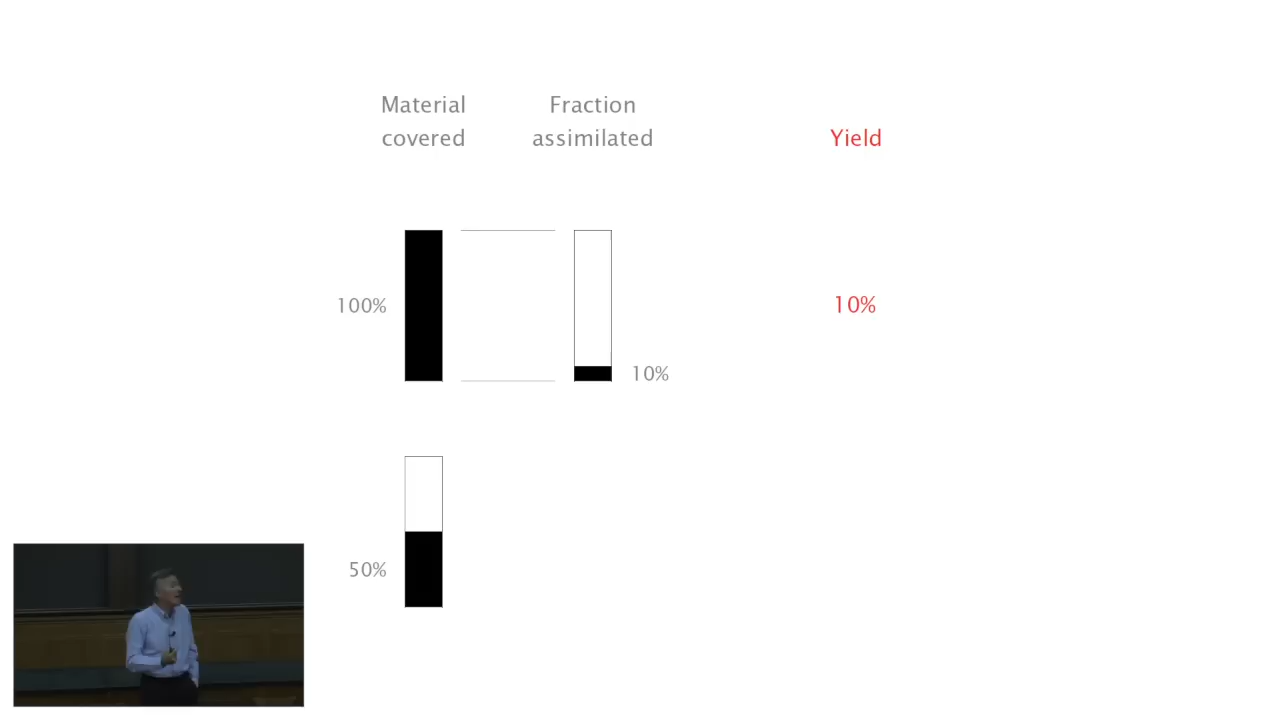 Material
covered
Fraction
assimilated
Yield
100%
10%
10%
50%